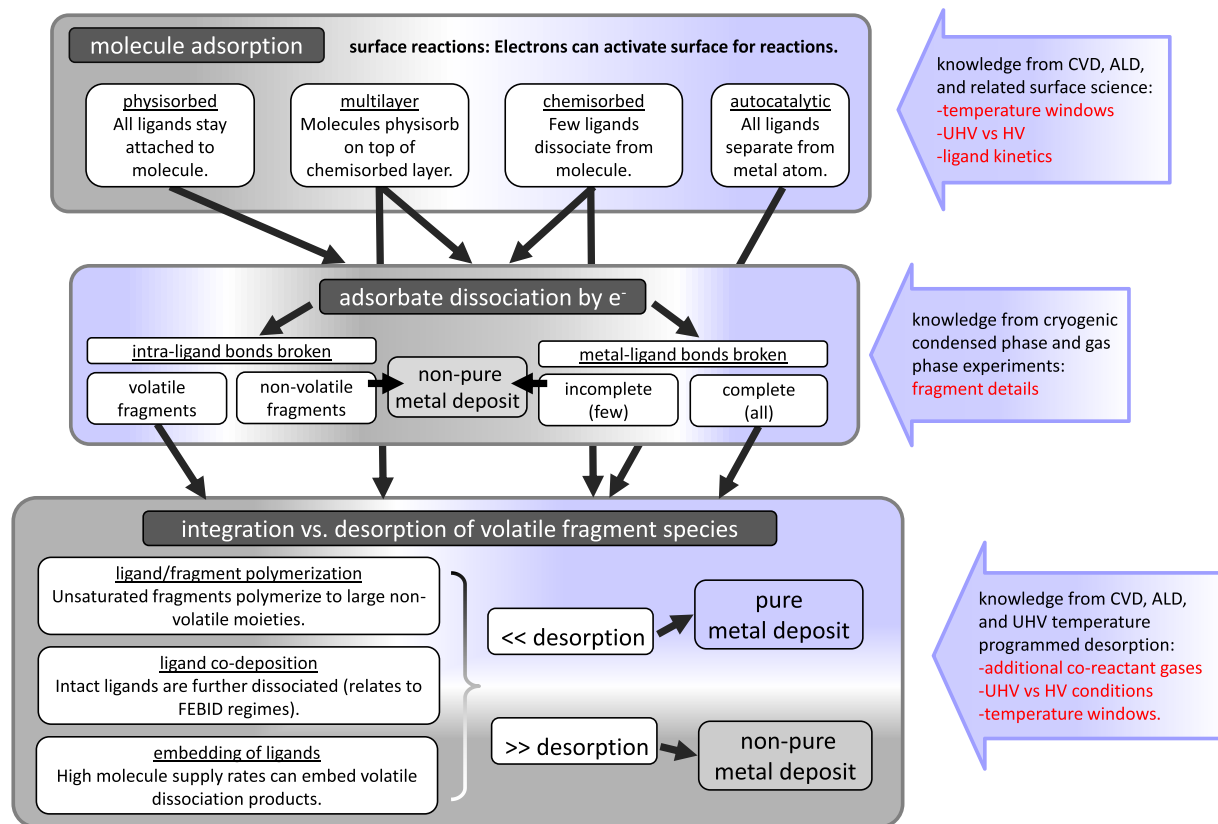 molecule adsorption
surface reactions: Electrons can activate surface for reactions.
physisorbed
All ligands stay
attached to
molecule.
multilayer
Molecules physisorb
on top of
chemisorbed layer.
chemisorbed
Few ligands
dissociate from
molecule.
autocatalytic
All ligands
separate from
metal atom.
knowledge from CVD, ALD,
and related surface science:
-temperature windows
-UHV vs HV
-ligand kinetics
adsorbate dissociation by e-
intra-ligand bonds broken
volatile
fragments
non-volatile
fragments
non-pure
metal deposit
metal-ligand bonds broken
incomplete
(few)
complete
(all)
knowledge from cryogenic
condensed phase and gas
phase experiments:
fragment details
integration vs. desorption of volatile fragment species
ligand/fragment polymerization
Unsaturated fragments polymerize to large non-
volatile moieties.
ligand co-deposition
Intact ligands are further dissociated (relates to
FEBID regimes).
embedding of ligands
High molecule supply rates can embed volatile
dissociation products.
<< desorption
pure
metal deposit
>> desorption
non-pure
metal deposit
knowledge from CVD, ALD,
and UHV temperature
programmed desorption:
-additional co-reactant gases
-UHV vs HV conditions
-temperature windows.